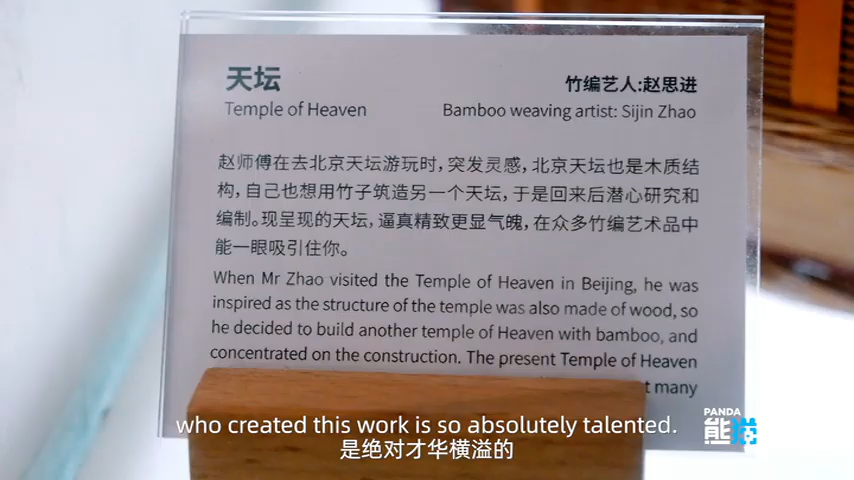 天坛
竹编艺人:赵思进
Temple of Heaven
Bamboo weaving artist: Sijin Zhao
赵师傅在去北京天坛游玩时，突发灵感，北京天坛也是木质结
构，自己也想用竹子筑造另一个天坛，于是回来后潜心研究和
编制。现呈现的天坛，逼真精致更显气魄，在众多竹编艺术品中
能一眼吸引住你。
When Mr Zhao visited the Temple of Heaven in Beijing, he was
inspired as the structure of the temple was also made of wood, so
he decided to build another temple of Heaven with bamboo, and
concentrated on the construction. The present Temple of Heaven
many
who created this work is so absolutely talented.
是绝对才华横溢的
PANDA
熊猫